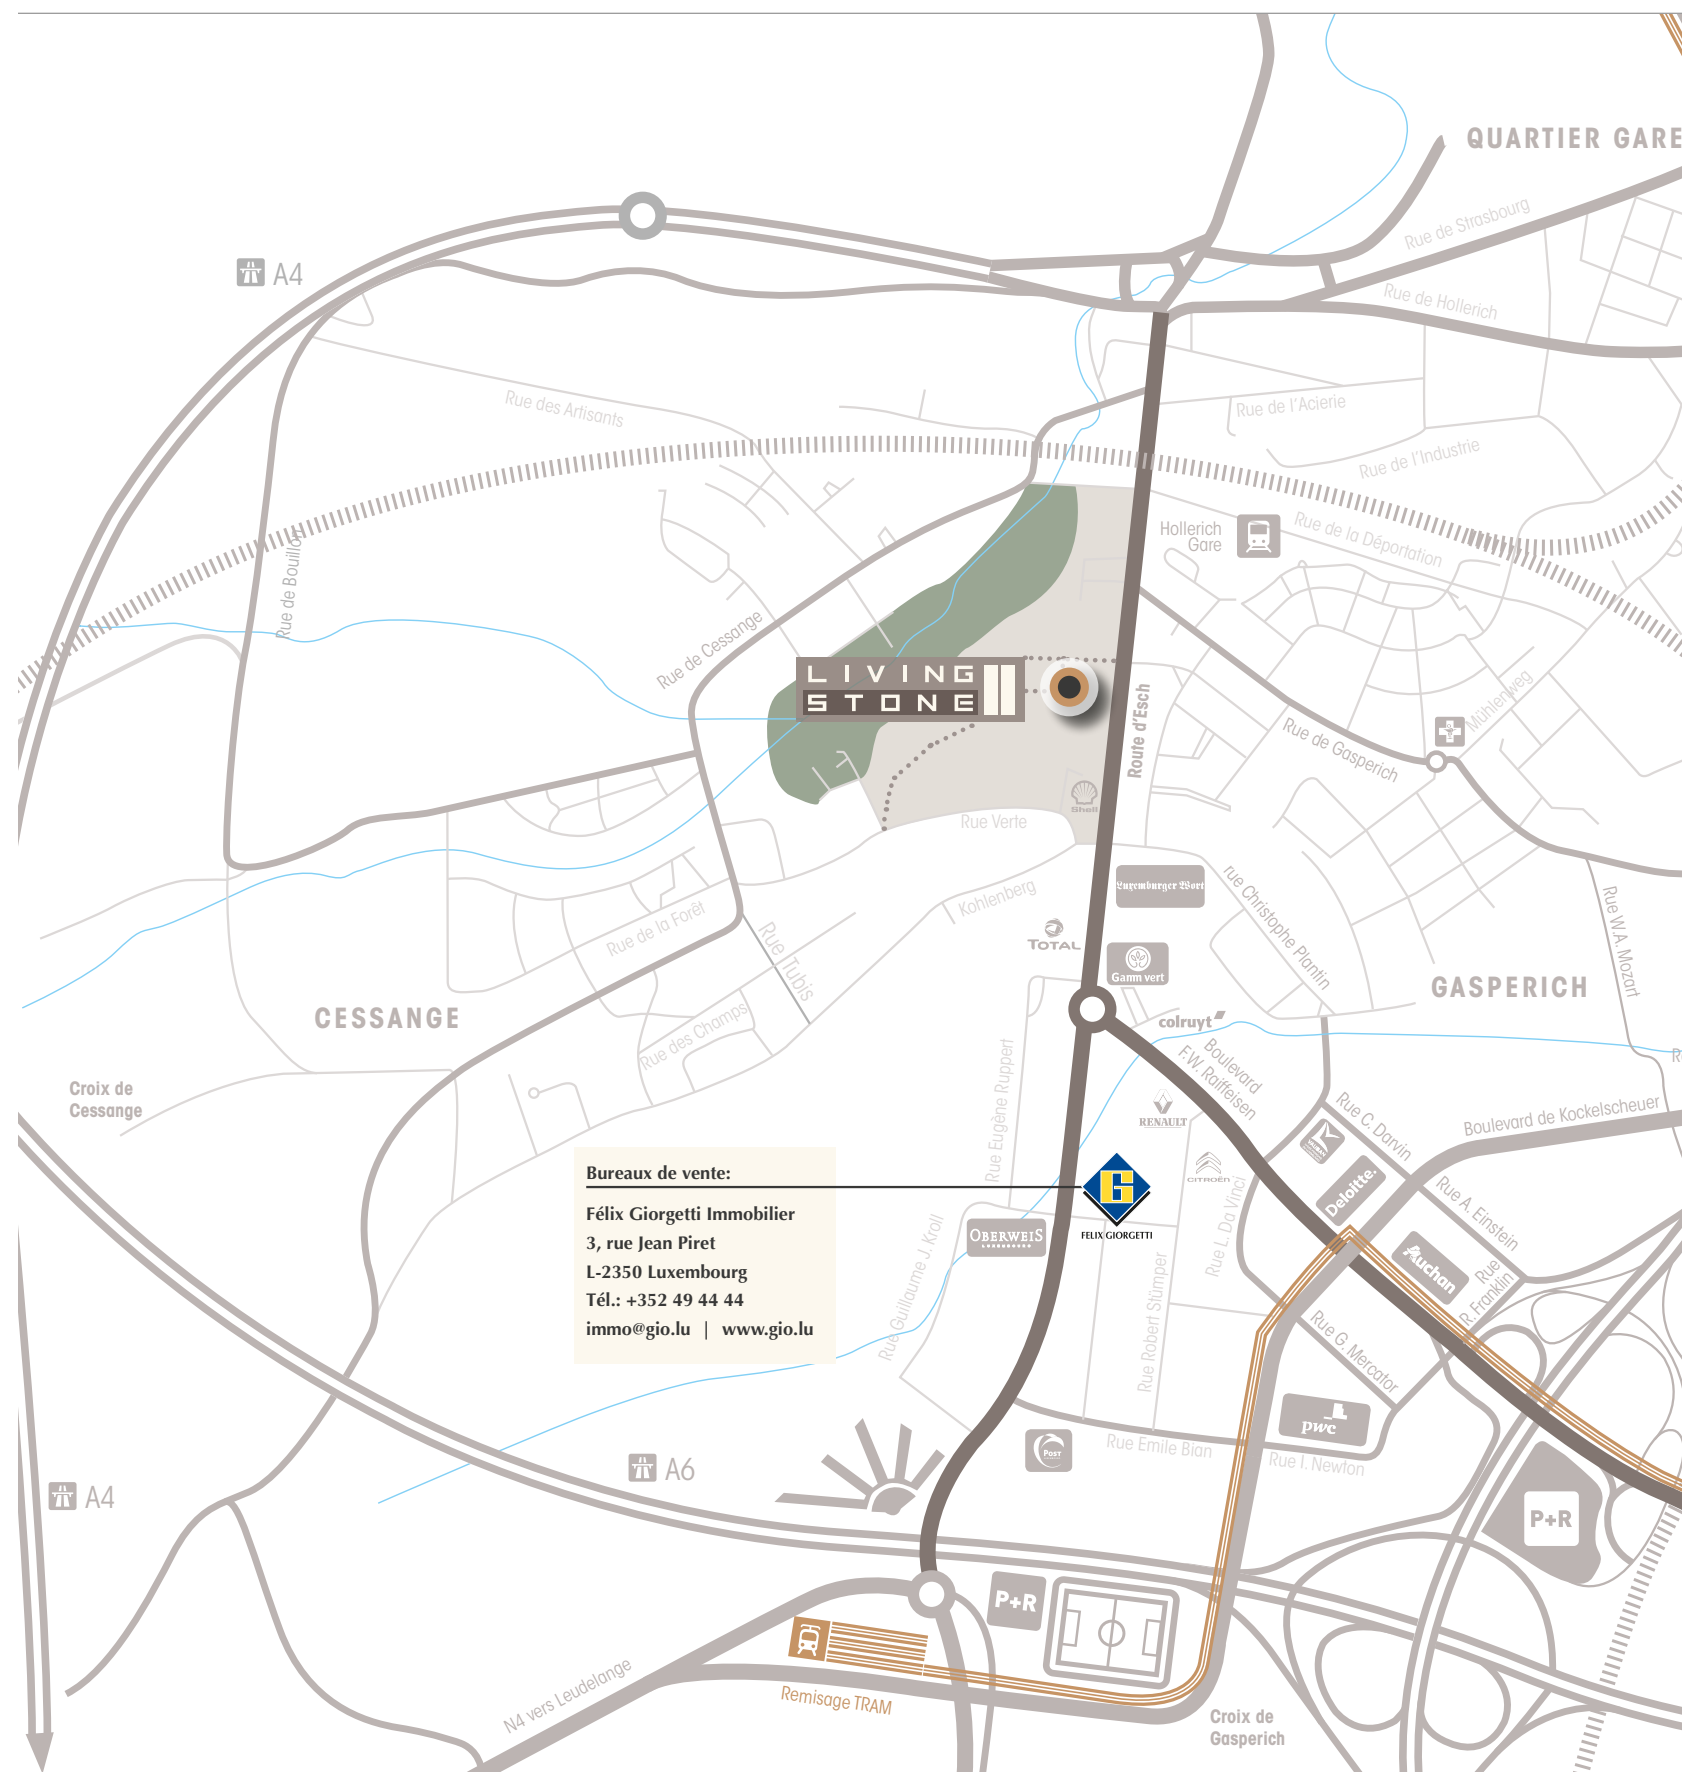 QUARTIER GARE
Rue de Strasbourg
A4
Rue de Hollerich
Rue des Artisants
Rue de l'Acierie
Rue de l'Industrie
Hollerich
Gare
Rue de la Déportation
Rue de Bouillon
Rue de Cessange
LIVING
STONE II
Route d'Esch
Mühlenweg
Rue de Gasperich
Shell
Rue Verte
Luxemburger Wort
rue Christophe Plantin
Kohlenberg
Rue de la Forêt
Rue Tubis
TOTAL
Gamm vert
Rue W.A. Mozart
GASPERICH
CESSANGE
colruyt
Rue des Champs
Boulevard
F.W. Raiffeisen
Croix de
Cessange
Rue Eugène Ruppert
RENAULT
Rue C. Darvin
Boulevard de Kockelscheuer
CITROËN
Deloitte.
Rue A. Einstein
Bureaux de vente:
Félix Giorgetti Immobilier
3, rue Jean Piret
L-2350 Luxembourg
Tél.: +352 49 44 44
immo@gio.lu | www.gio.lu
G
FELIX GIORGETTI
OBERWEIS
LUXEMBOURG
Rue L. Da Vinci
Rue Guillaume J. Kroll
Rue Robert Stümper
Auchan
Rue
R. Franklin
Rue G. Mercator
pwc
POST
Rue Emile Bian
Rue I. Newton
A6
A4
P+R
P+R
N4 vers Leudelange
Remisage TRAM
Croix de
Gasperich